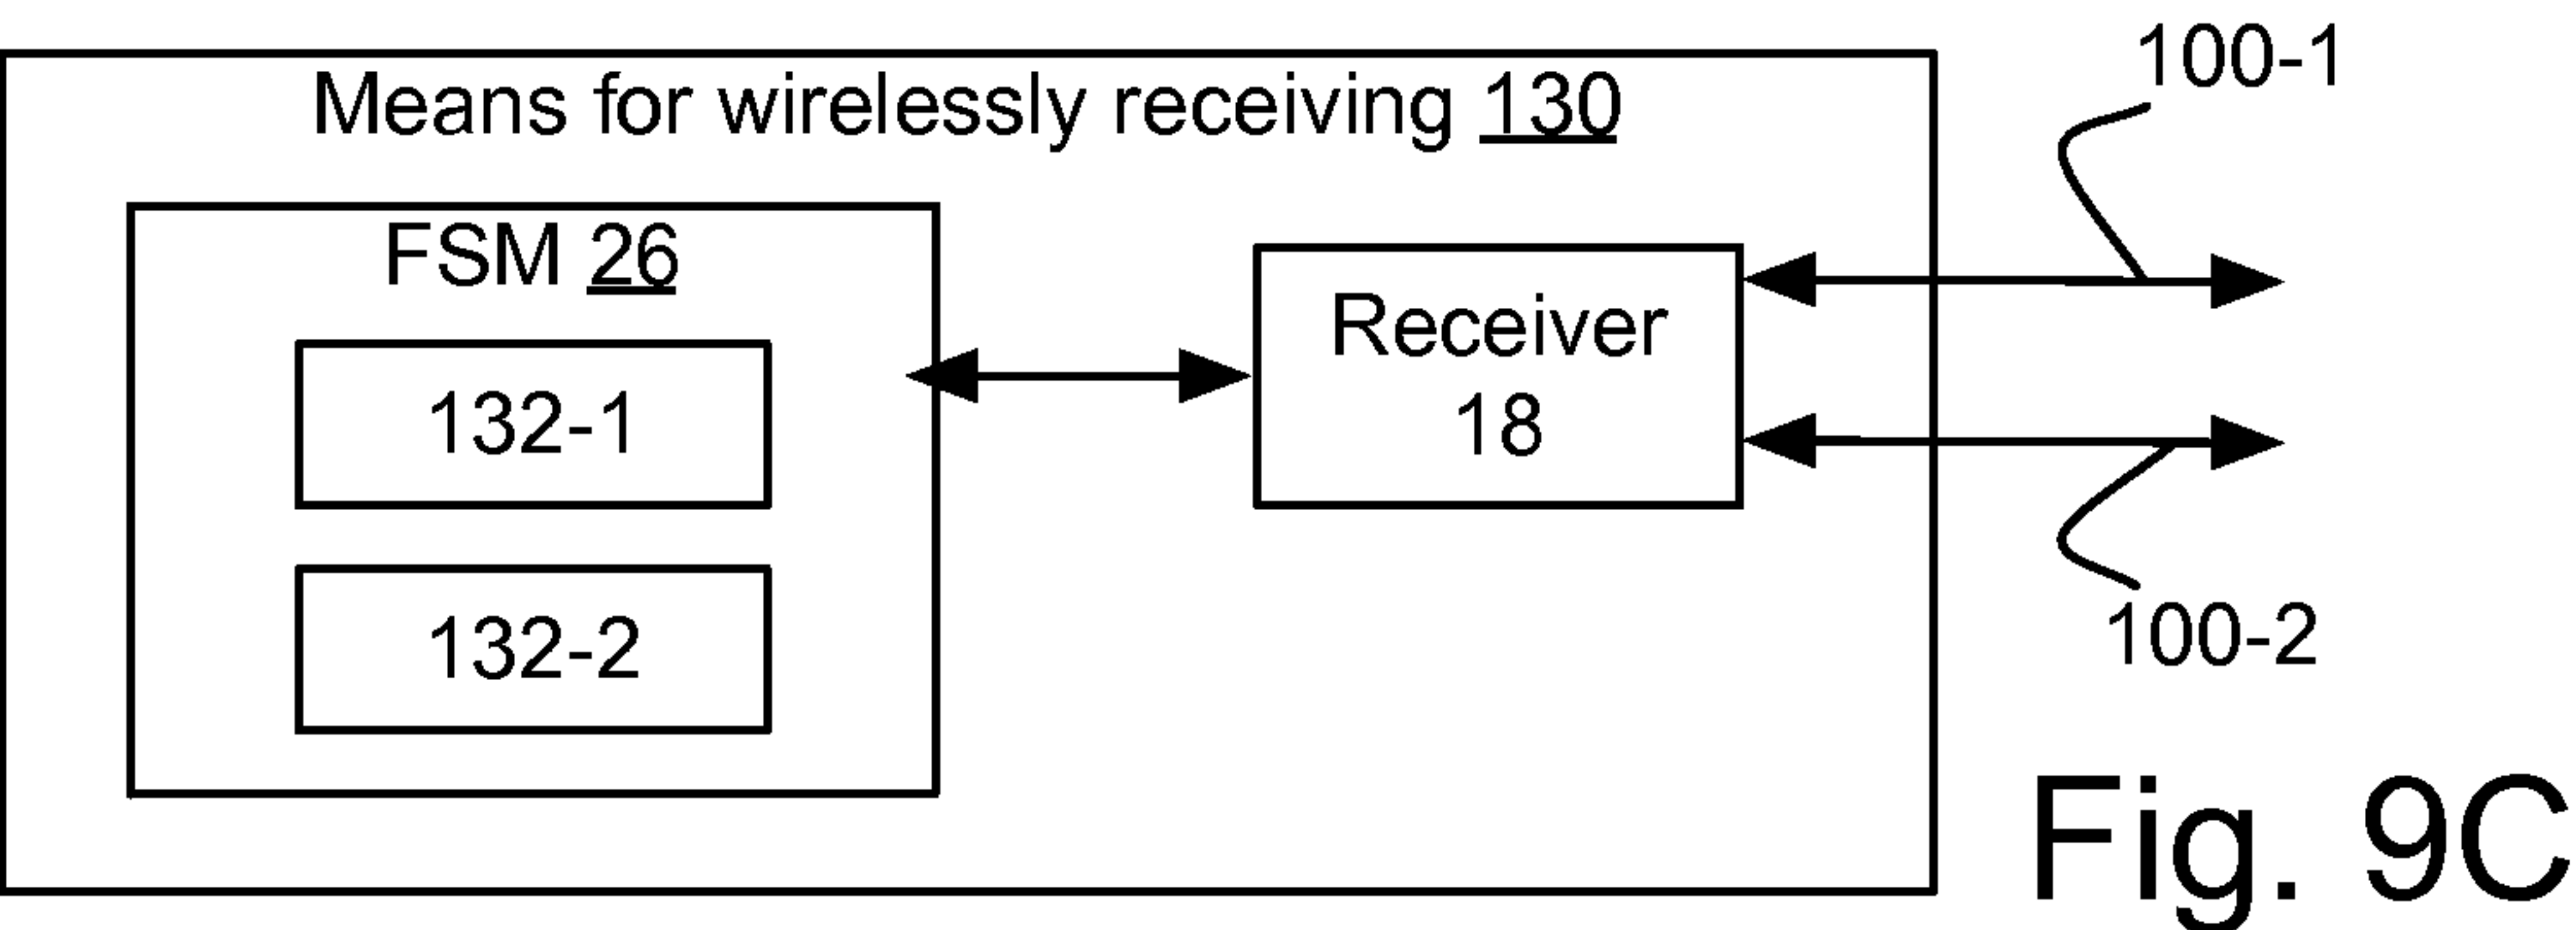 Means for wirelessly receiving 130
100-1
FSM 26
132-1
132-2
Receiver
18
100-2
Fig. 9C